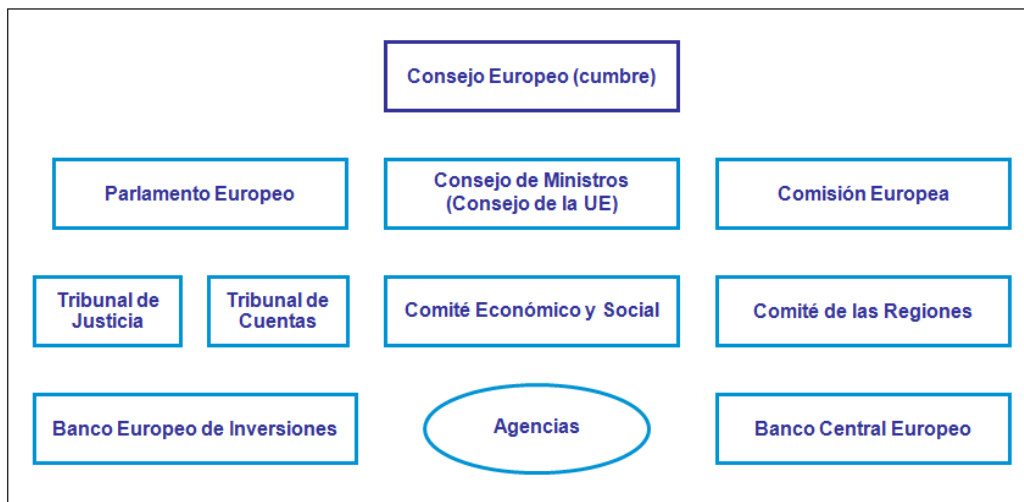 Consejo Europeo (cumbre)
Parlamento Europeo
Consejo de Ministros
(Consejo de la UE)
Comisión Europea
Tribunal de
Justicia
Tribunal de
Cuentas
Comité Económico y Social
Comité de las Regiones
Banco Europeo de Inversiones
Agencias
Banco Central Europeo